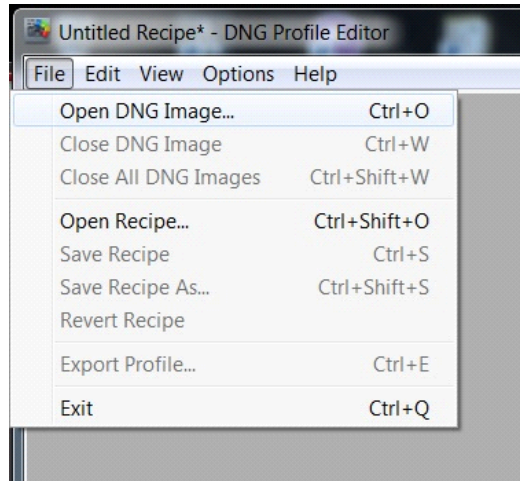 Untitled Recipe* - DNG Profile Editor
File Edit View Options Help
Open DNG Image... Ctrl+O
Close DNG Image Ctrl+W
Close All DNG Images Ctrl+Shift+W
Open Recipe... Ctrl+Shift+O
Save Recipe Ctrl+S
Save Recipe As... Ctrl+Shift+S
Revert Recipe
Export Profile... Ctrl+E
Exit Ctrl+Q